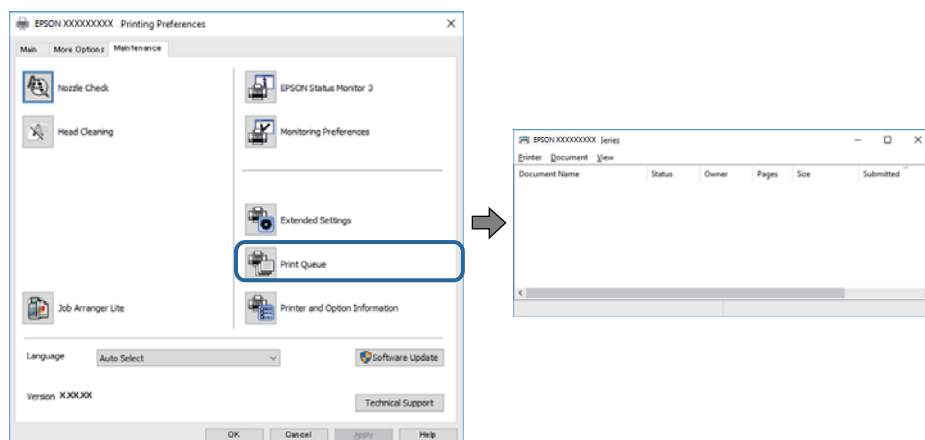 EPSON XXXXXXXXX Printing Preferences
Main More Options Maintenance
Nozzle Check
EPSON Status Monitor 3
Head Cleaning
Monitoring Preferences
Extended Settings
Print Queue
Job Arranger Lite
Printer and Option Information
Language Auto Select Software Update
Version X.XX.XX
Technical Support
OK Cancel Apply Help
EPSON XXXXXXXXX Series
Printer Document View
Document Name Status Owner Pages Size Submitted